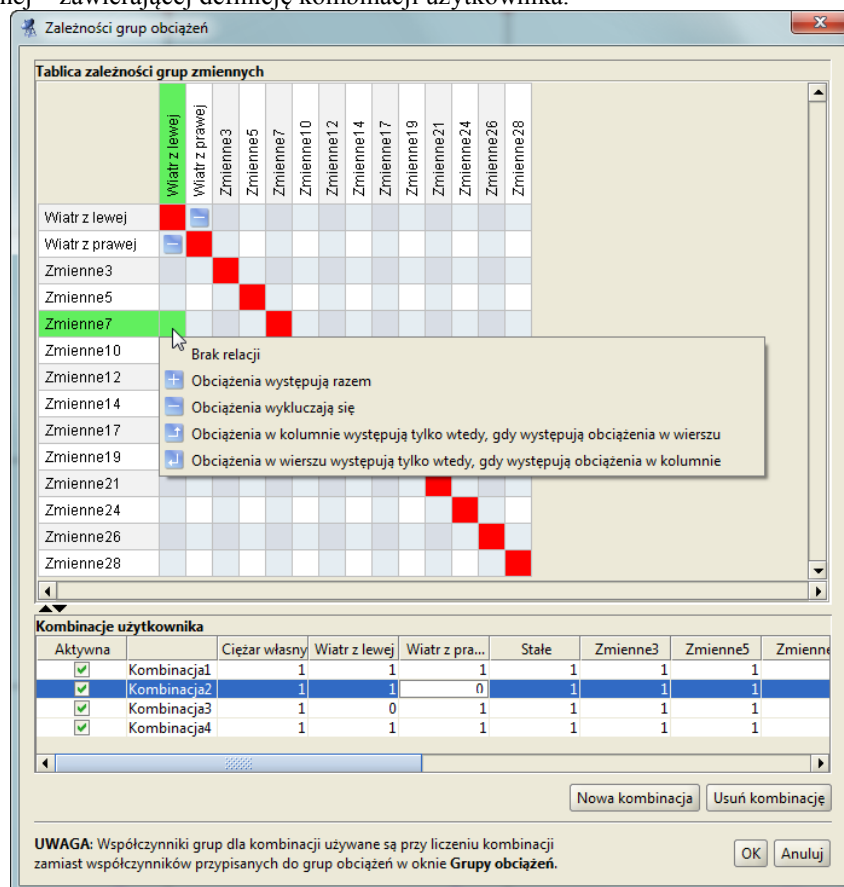 nej – zawierającej definicję kombinacji użytkownika.
Zależności grup obciążeń
Tablica zależności grup zmiennych
Wiatr z lewej Wiatr z prawej Zmienne3 Zmienne5 Zmienne7 Zmienne10 Zmienne12 Zmienne14 Zmienne17 Zmienne19 Zmienne21 Zmienne24 Zmienne26 Zmienne28
Wiatr z lewej
Wiatr z prawej
Zmienne3
Zmienne5
Zmienne7
Zmienne10
Brak relacji
Zmienne12
Obciążenia występują razem
Zmienne14
Obciążenia wykluczają się
Zmienne17
Obciążenia w kolumnie występują tylko wtedy, gdy występują obciążenia w wierszu
Zmienne19
Obciążenia w wierszu występują tylko wtedy, gdy występują obciążenia w kolumnie
Zmienne21
Zmienne24
Zmienne26
Zmienne28
Kombinacje użytkownika
Aktywna Ciężar własny Wiatr z lewej Wiatr z pra... Stałe Zmienne3 Zmienne5 Zmienne
Kombinacja1 1 1 1 1 1 1
Kombinacja2 1 1 0 1 1 1
Kombinacja3 1 0 1 1 1 1
Kombinacja4 1 1 1 1 1 1
Nowa kombinacja Usuń kombinację
UWAGA: Współczynniki grup dla kombinacji używane są przy liczeniu kombinacji
zamiast współczynników przypisanych do grup obciążeń w oknie Grupy obciążeń.
OK Anuluj